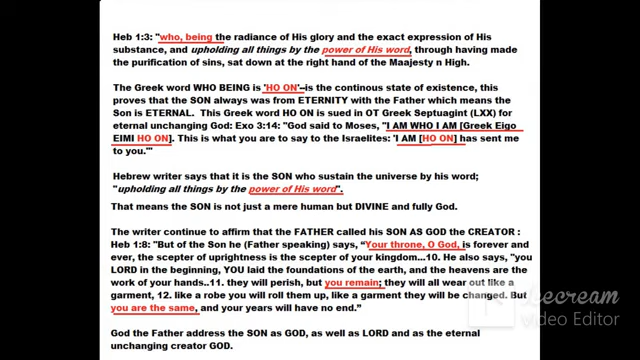 Heb 1:3: "who, being the radiance of His glory and the exact expression of His
substance, and upholding all things by the power of His word, through having made
the purification of sins, sat down at the right hand of the Maajesty n High.
The Greek word WHO BEING is 'HO ON'--is the continous state of existence, this
proves that the SON always was from ETERNITY with the Father which means the
Son is ETERNAL. This Greek word HO ON is sued in OT Greek Septuagint (LXX) for
for eternal unchanging God: Exo 3:14: "God said to Moses, "I AM WHO I AM [Greek Eigo
EIMI HO ON]. This is what you are to say to the Israelites: 'I AM [HO ON] has sent me
to you.'"
Hebrew writer says that it is the SON who sustain the universe by his word;
"upholding all things by the power of His word".
That means the SON is not just a mere human but DIVINE and fully God.
The writer continue to affirm that the FATHER called his SON AS GOD the CREATOR :
Heb 1:8: "But of the Son he (Father speaking) says, “Your throne, O God, is forever and
ever, the scepter of uprightness is the scepter of your kingdom...10. He also says, "you
LORD in the beginning, YOU laid the foundations of the earth, and the heavens are the
work of your hands..11. they will perish, but you remain; they will all wear out like a
garment, 12. like a robe you will roll them up, like a garment they will be changed. But
you are the same, and your years will have no end.”
God the Father address the SON as GOD, as well as LORD and as the eternal
unchanging creator GOD.
icecream
Video Editor